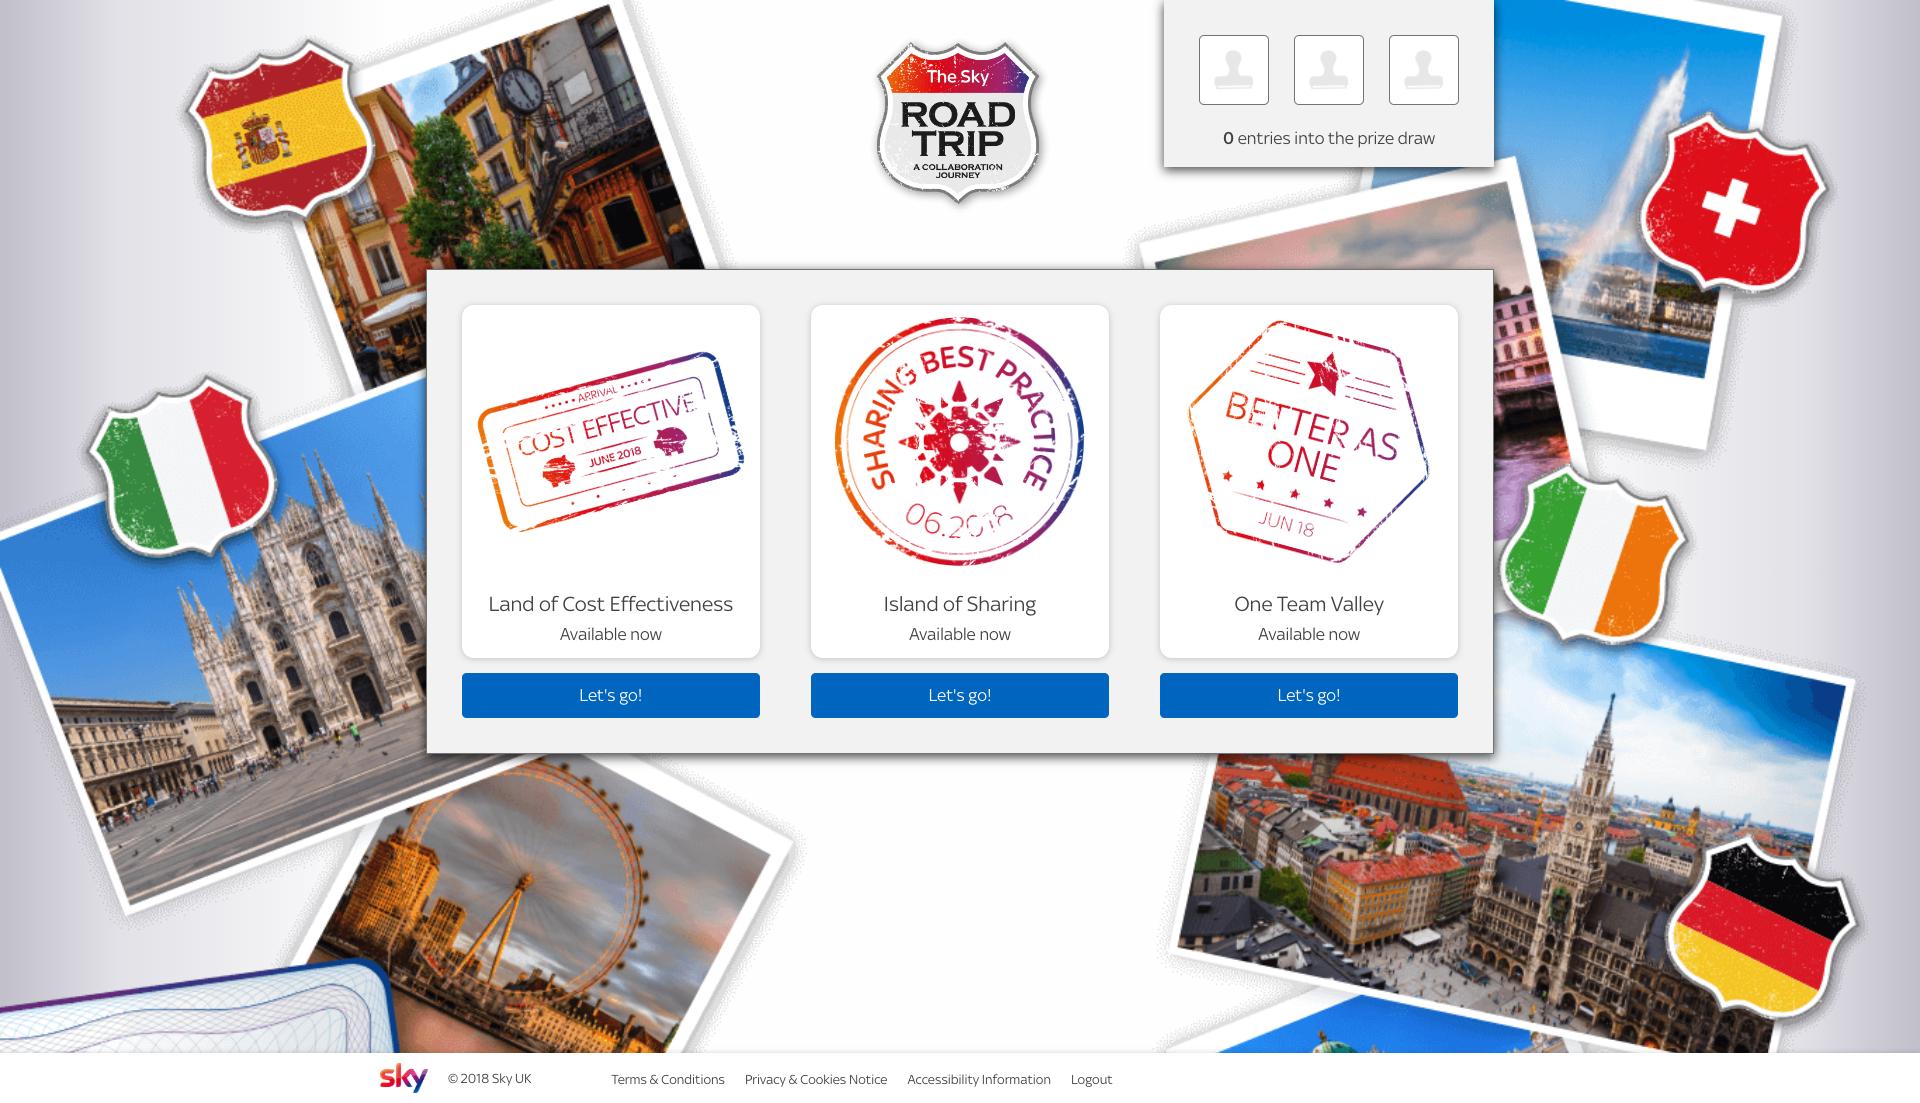 The Sky
ROAD
TRIP
A COLLABORATION
JOURNEY
0 entries into the prize draw
ARRIVAL
COST EFFECTIVE
JUNE 2018
SHARING BEST PRACTICE
06.2018
BETTER AS
ONE
JUN 18
Land of Cost Effectiveness
Available now
Island of Sharing
Available now
One Team Valley
Available now
Let's go!
Let's go!
Let's go!
sky
© 2018 Sky UK
Terms & Conditions
Privacy & Cookies Notice
Accessibility Information
Logout